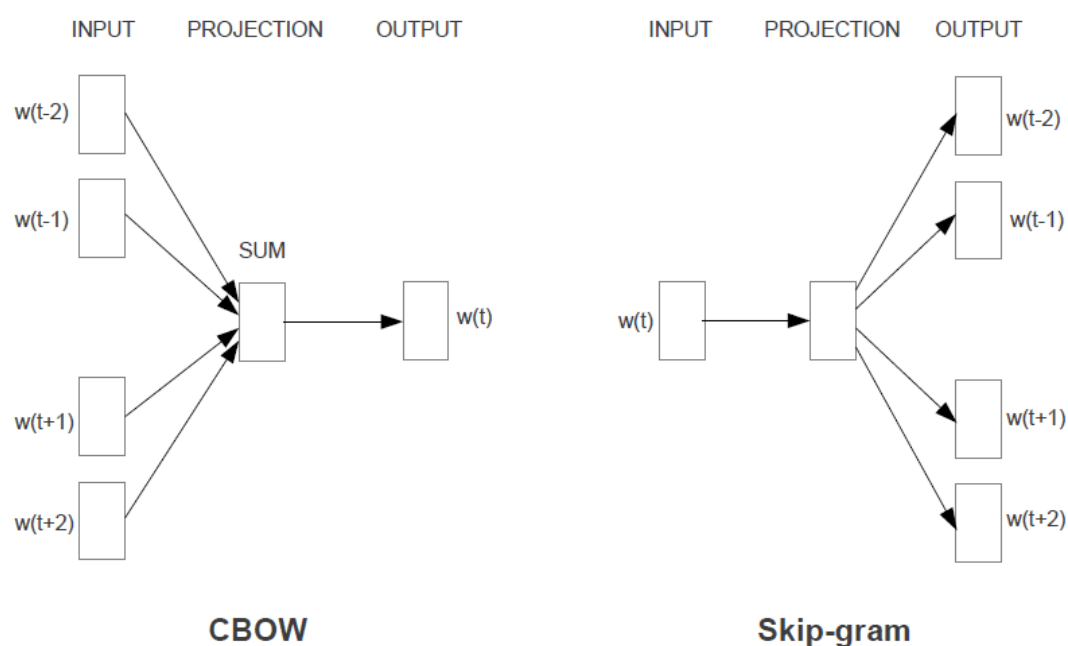 INPUT PROJECTION OUTPUT
w(t-2)
w(t-1)
SUM
w(t)
w(t+1)
w(t+2)
CBOW
INPUT PROJECTION OUTPUT
w(t-2)
w(t-1)
w(t)
w(t+1)
w(t+2)
Skip-gram